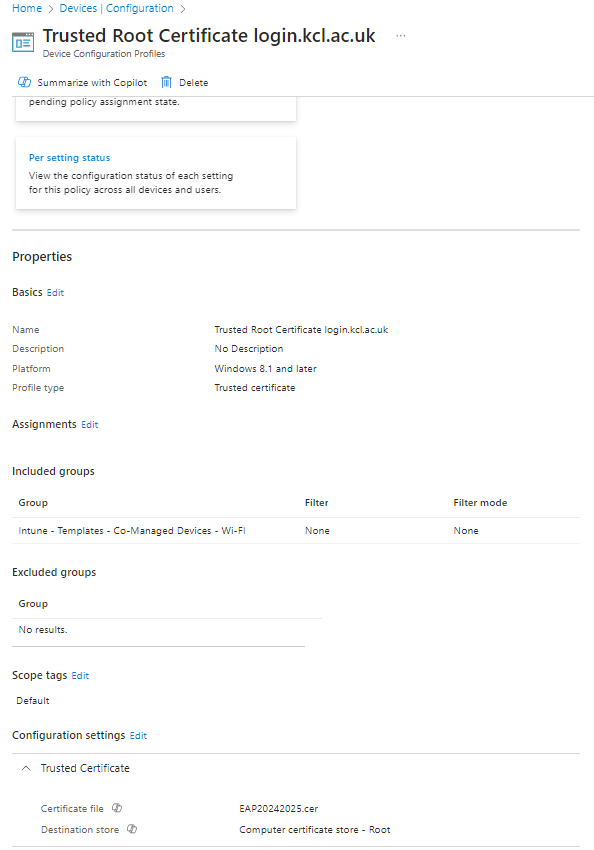 Home > Devices | Configuration >
Trusted Root Certificate login.kcl.ac.uk ...
Device Configuration Profiles
Summarize with Copilot Delete
pending policy assignment state.
Per setting status
View the configuration status of each setting
for this policy across all devices and users.
Properties
Basics Edit
Name Trusted Root Certificate login.kcl.ac.uk
Description No Description
Platform Windows 8.1 and later
Profile type Trusted certificate
Assignments Edit
Included groups
Group Filter Filter mode
Intune - Templates - Co-Managed Devices - Wi-Fi None None
Excluded groups
Group
No results.
Scope tags Edit
Default
Configuration settings Edit
Trusted Certificate
Certificate file EAP20242025.cer
Destination store Computer certificate store - Root